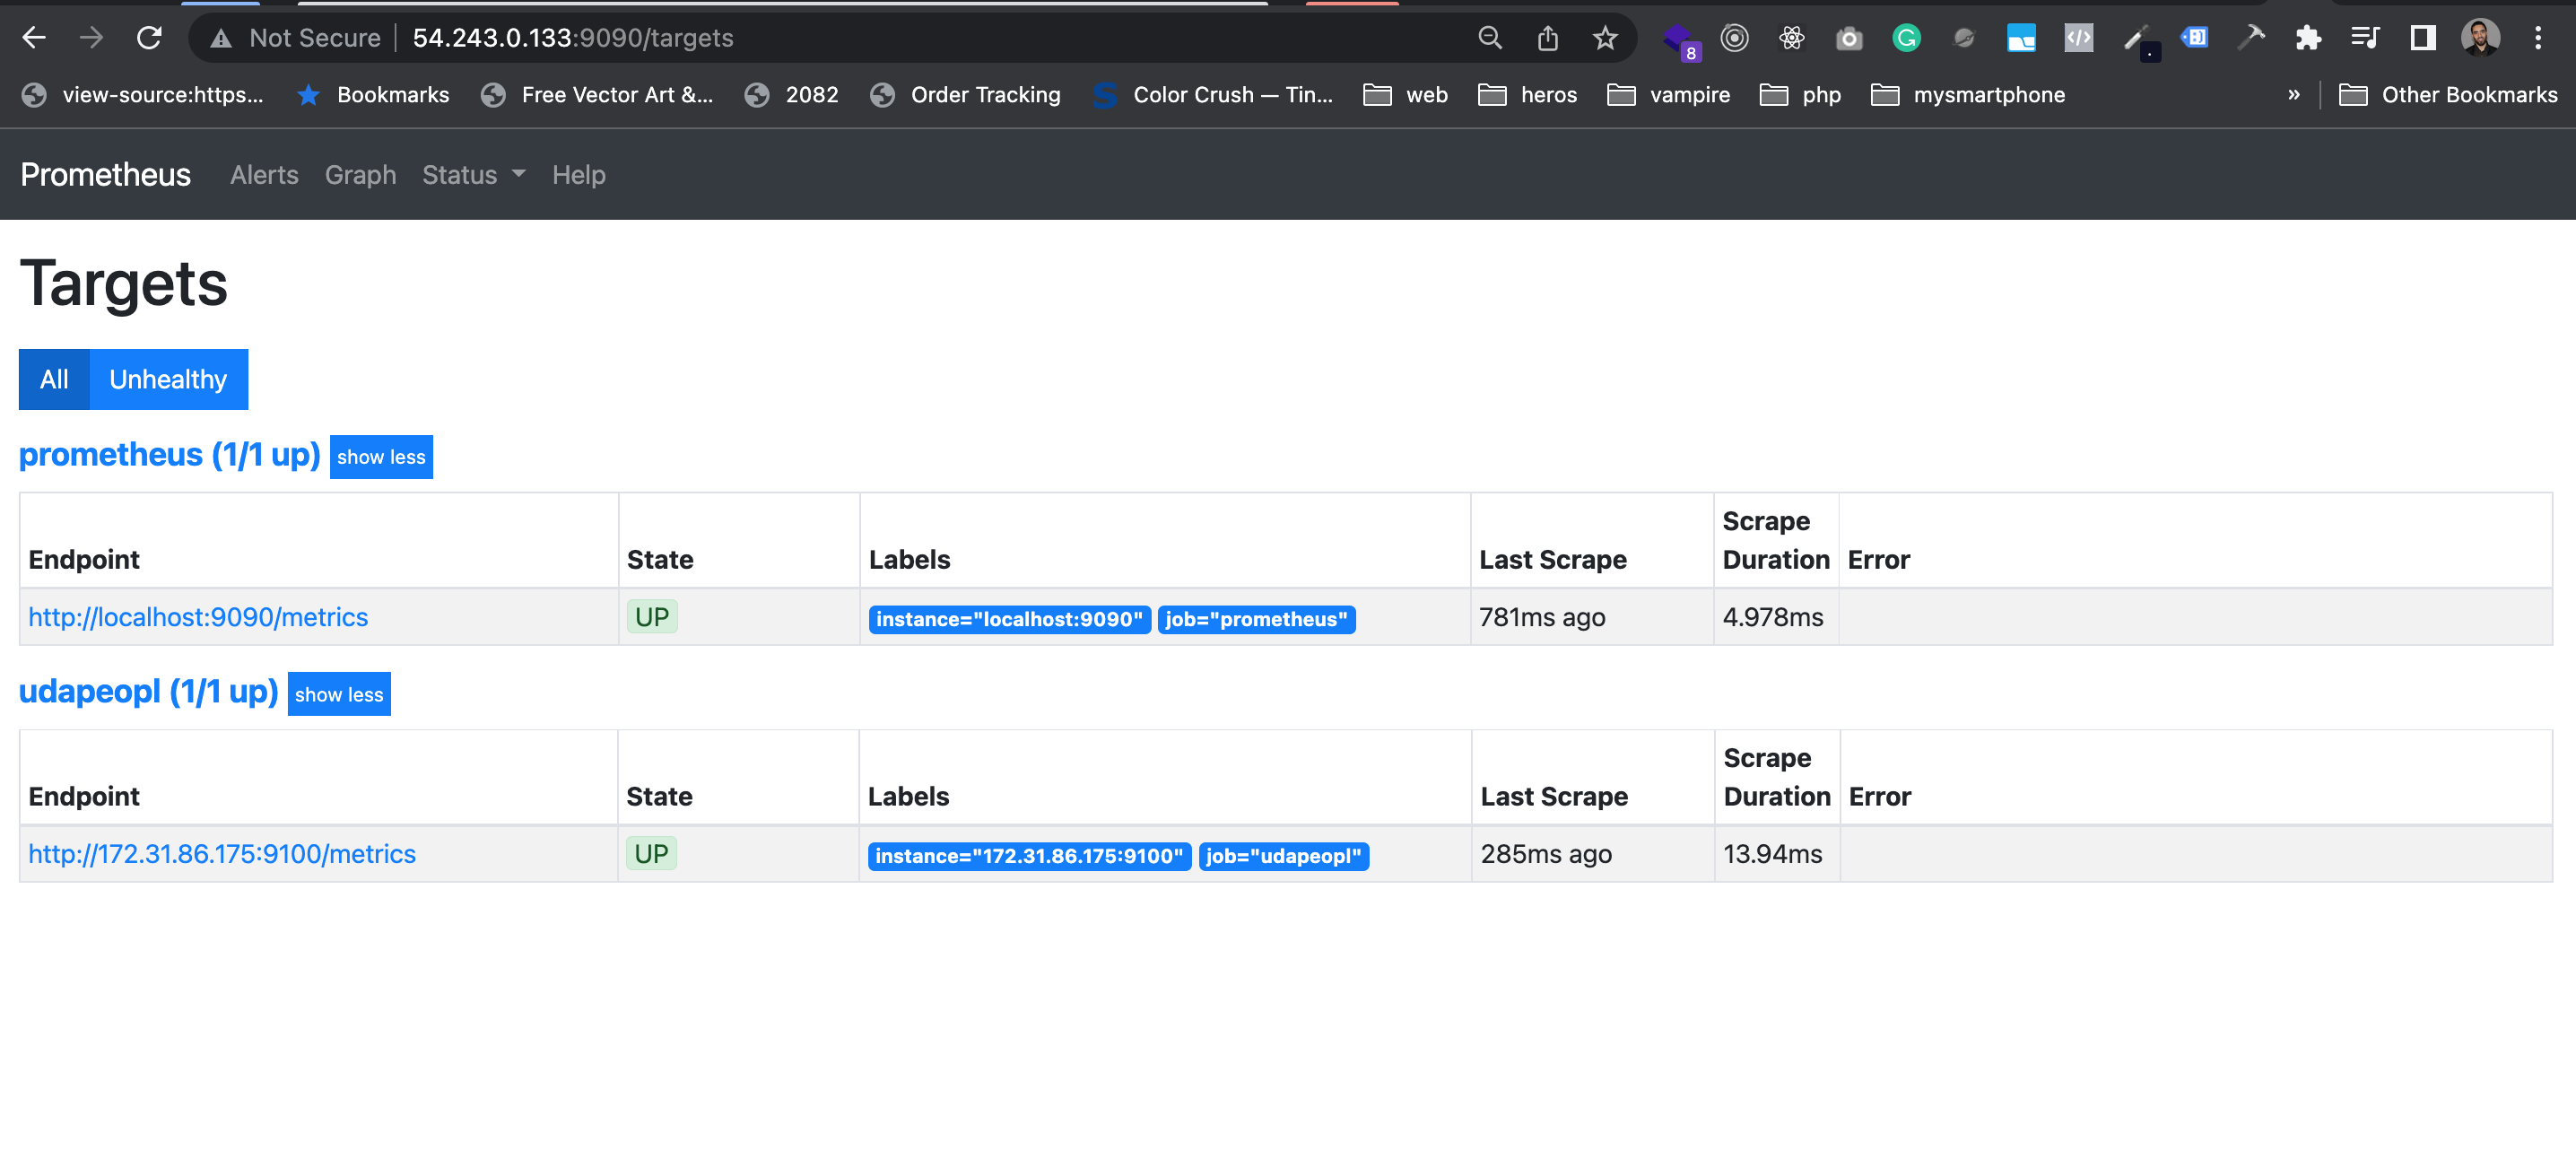 Not Secure 54.243.0.133:9090/targets
8
view-source:https... Bookmarks Free Vector Art &... 2082 Order Tracking Color Crush — Tin... web heros vampire php mysmartphone » Other Bookmarks
Prometheus Alerts Graph Status Help
Targets
All Unhealthy
prometheus (1/1 up) show less
Endpoint State Labels Last Scrape Scrape Duration Error
http://localhost:9090/metrics UP instance="localhost:9090" job="prometheus" 781ms ago 4.978ms
udapeopl (1/1 up) show less
Endpoint State Labels Last Scrape Scrape Duration Error
http://172.31.86.175:9100/metrics UP instance="172.31.86.175:9100" job="udapeopl" 285ms ago 13.94ms